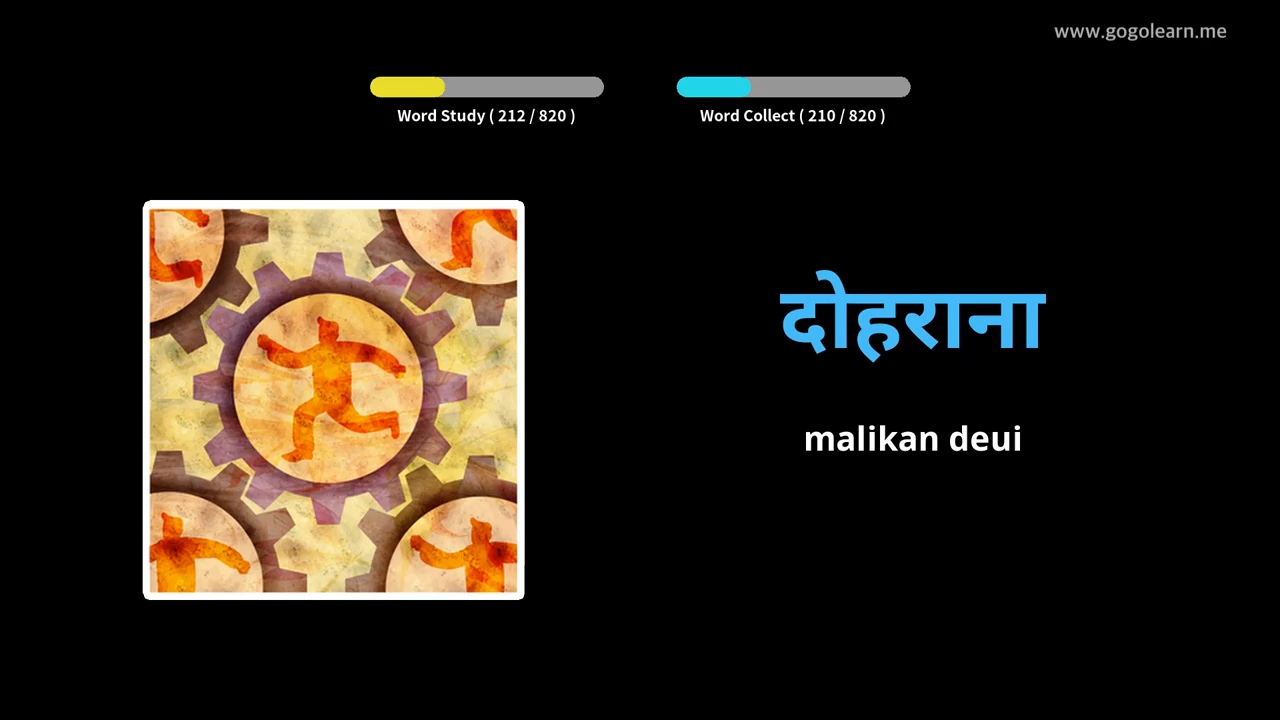 www.gogolearn.me
Word Study ( 212 / 820 )
Word Collect ( 210 / 820 )
दोहराना
malikan deui